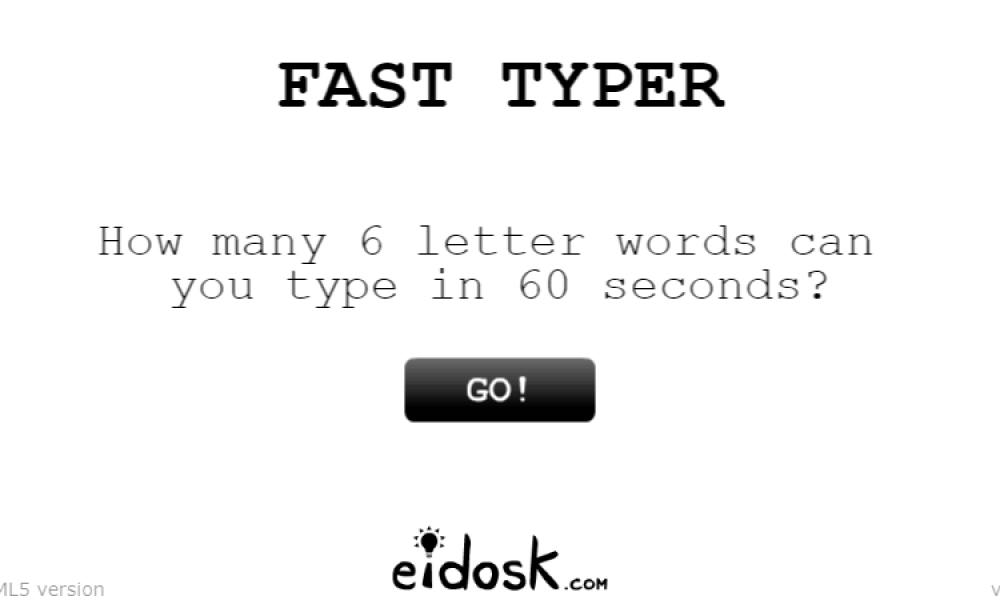 FAST TYPER
How many 6 letter words can
you type in 60 seconds?
GO!
eidosk.com
ML5 version